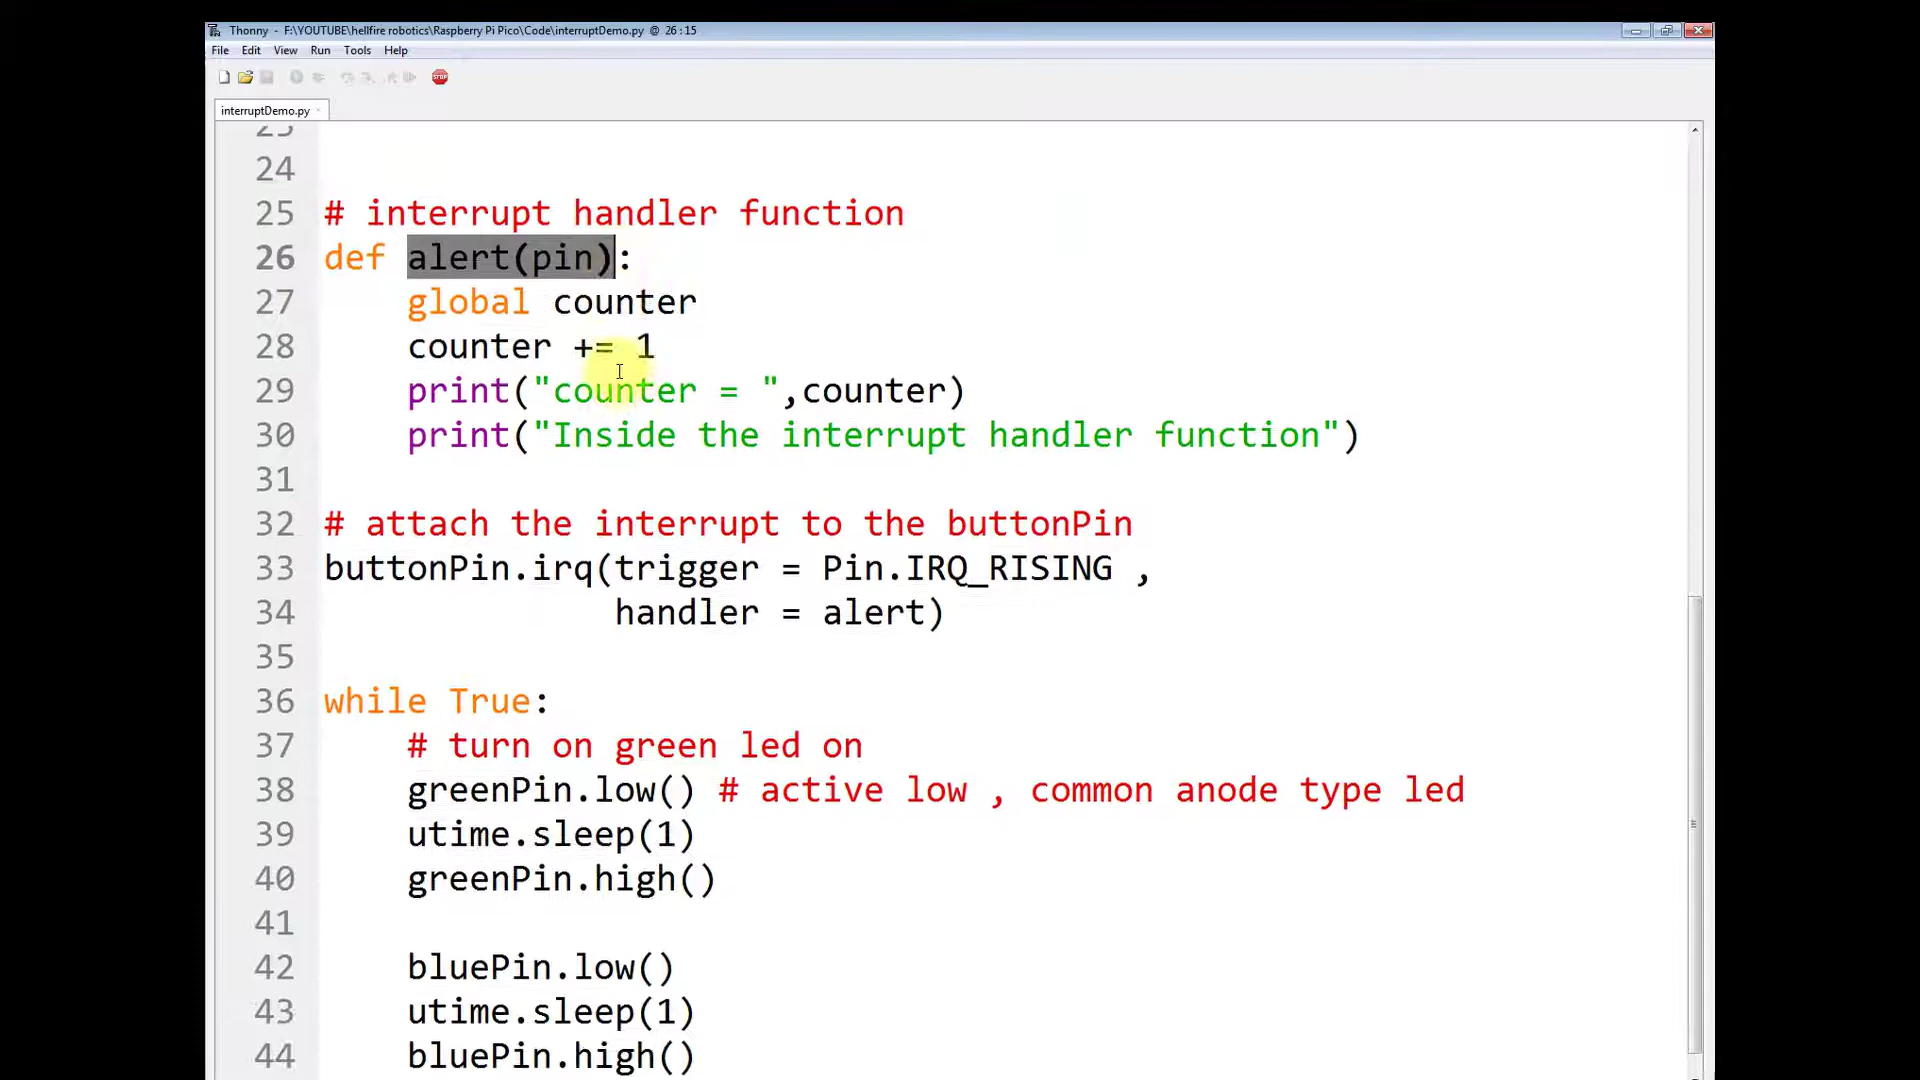 Thonny - F:\YOUTUBE\hellfire robotics\Raspberry Pi Pico\Code\interruptDemo.py @ 26:15
File Edit View Run Tools Help
STOP
interruptDemo.py
23
24
25 # interrupt handler function
26 def alert(pin):
27 global counter
28 counter += 1
29 print("counter = ",counter)
30 print("Inside the interrupt handler function")
31
32 # attach the interrupt to the buttonPin
33 buttonPin.irq(trigger = Pin.IRQ_RISING ,
34 handler = alert)
35
36 while True:
37 # turn on green led on
38 greenPin.low() # active low , common anode type led
39 utime.sleep(1)
40 greenPin.high()
41
42 bluePin.low()
43 utime.sleep(1)
44 bluePin.high()